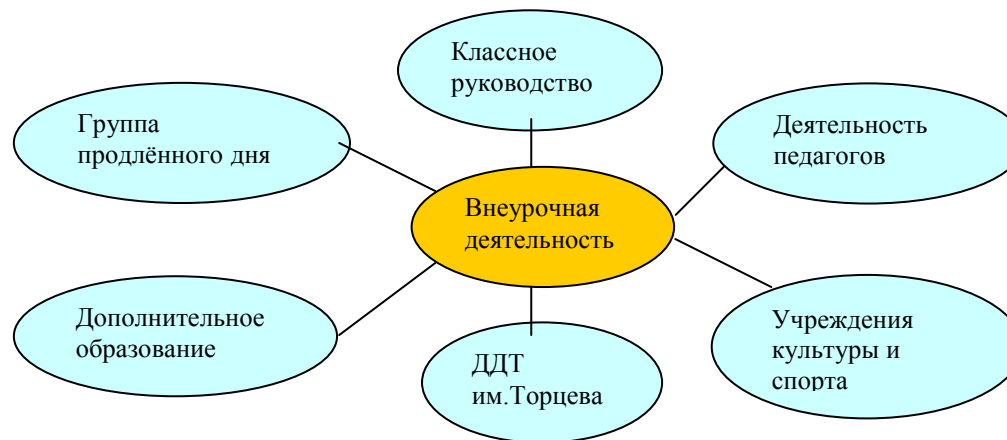 Классное
руководство
Группа
продлённого дня
Деятельность
педагогов
Внеурочная
деятельность
Дополнительное
образование
ДДТ
им.Торцева
Учреждения
культуры и
спорта